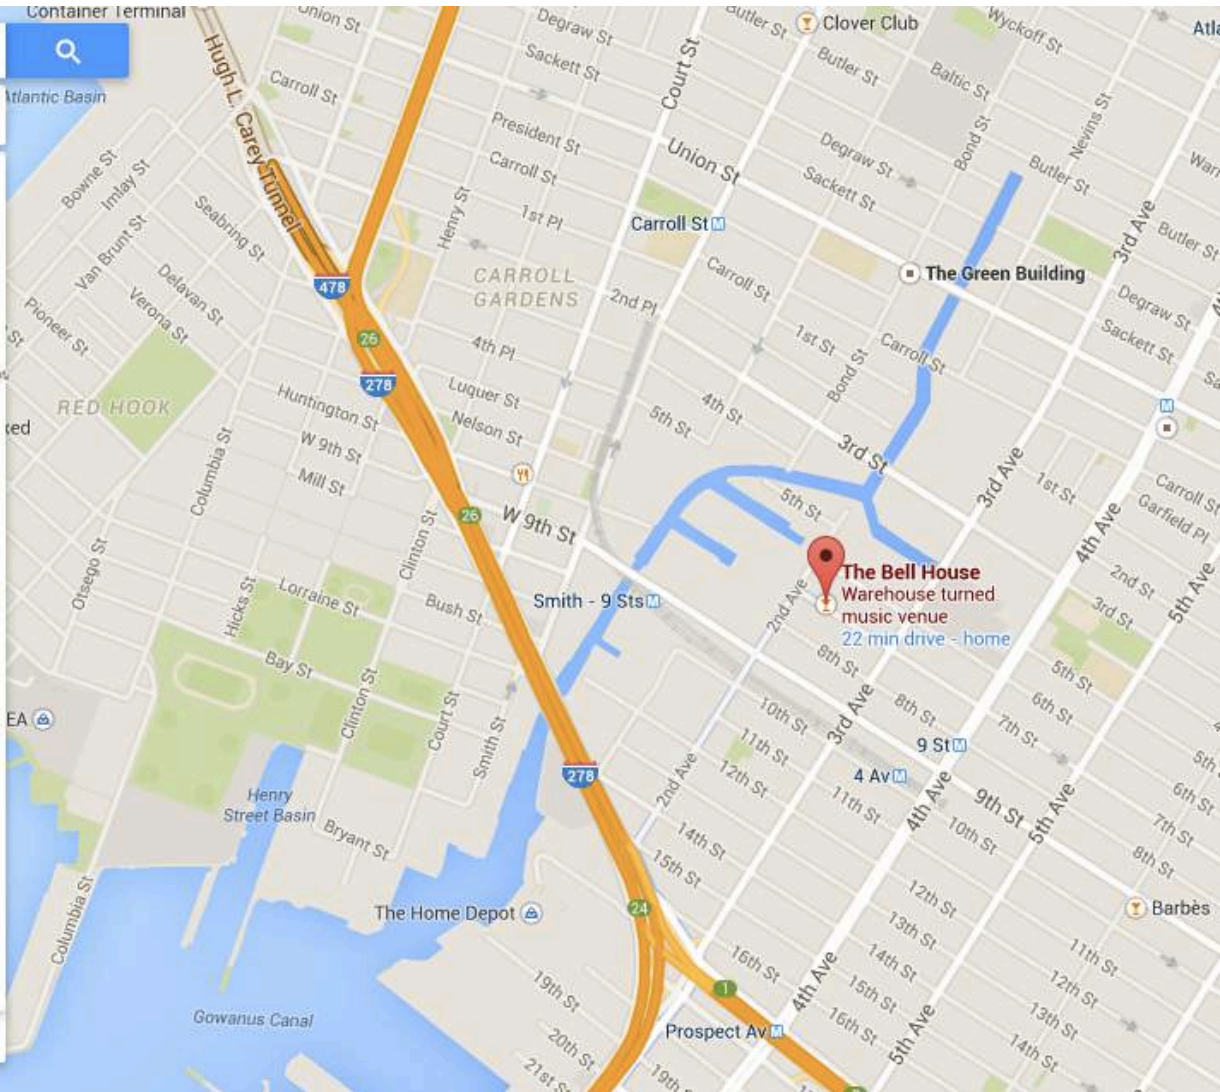 Container Terminal
Union St
Degraw St
Butler St
Clover Club
Wyckoff St
Hugh L. Carey Tunnel
Sackett St
Court St
Butler St
Baltic St
Atlantic Basin
Carroll St
President St
Bond St
Nevins St
Union St
Degraw St
Butler St
Bowne St
Imlay St
Carroll St
Sackett St
Seabring St
Henry St
1st Pl
Carroll St
3rd Ave
Butler St
Van Brunt St
CARROLL
GARDENS
The Green Building
Delavan St
478
2nd Pl
Carroll St
Degraw St
Verona St
Pioneer St
26
4th Pl
1st St
Carroll St
Sackett St
278
Bond St
RED HOOK
Huntington St
Luquer St
4th St
Nelson St
5th St
3rd St
W 9th St
Columbia St
Mill St
3rd Ave
1st St
Carroll St
26
W 9th St
5th St
Garfield Pl
4th Ave
Clinton St
Otsego St
The Bell House
Warehouse turned
music venue
22 min drive - home
2nd St
5th Ave
Hicks St
Lorraine St
Bush St
Smith - 9 Sts
2nd Ave
3rd St
Bay St
8th St
5th St
Clinton St
Court St
Smith St
EA
3rd Ave
10th St
8th St
7th St
6th St
9 St
11th St
4 Av
278
12th St
2nd Ave
11th St
4th Ave
9th St
5th Ave
6th St
Henry
Street Basin
Bryant St
14th St
10th St
7th St
15th St
8th St
Columbia St
The Home Depot
24
12th St
Barbès
13th St
11th St
16th St
14th St
12th St
19th St
1
4th Ave
15th St
13th St
Gowanus Canal
Prospect Av
16th St
5th Ave
14th St
20th St
21st St
19th St